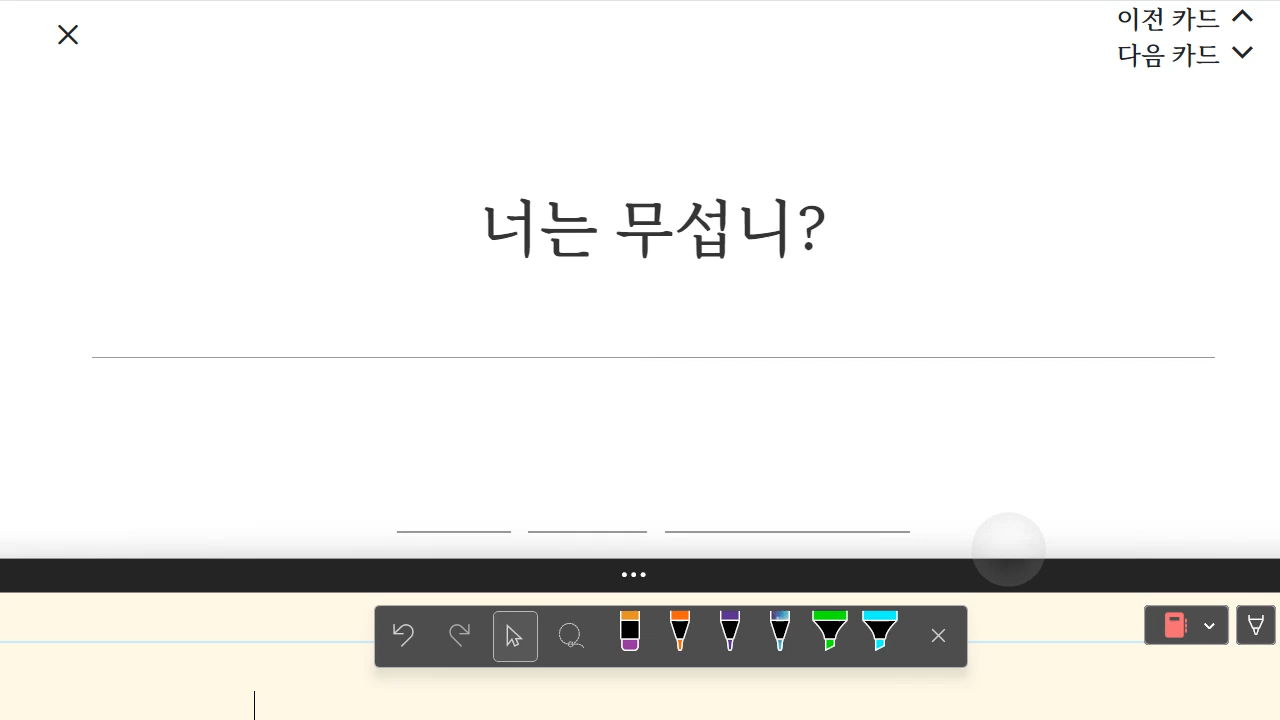 이전 카드
다음 카드
너는 무섭니?